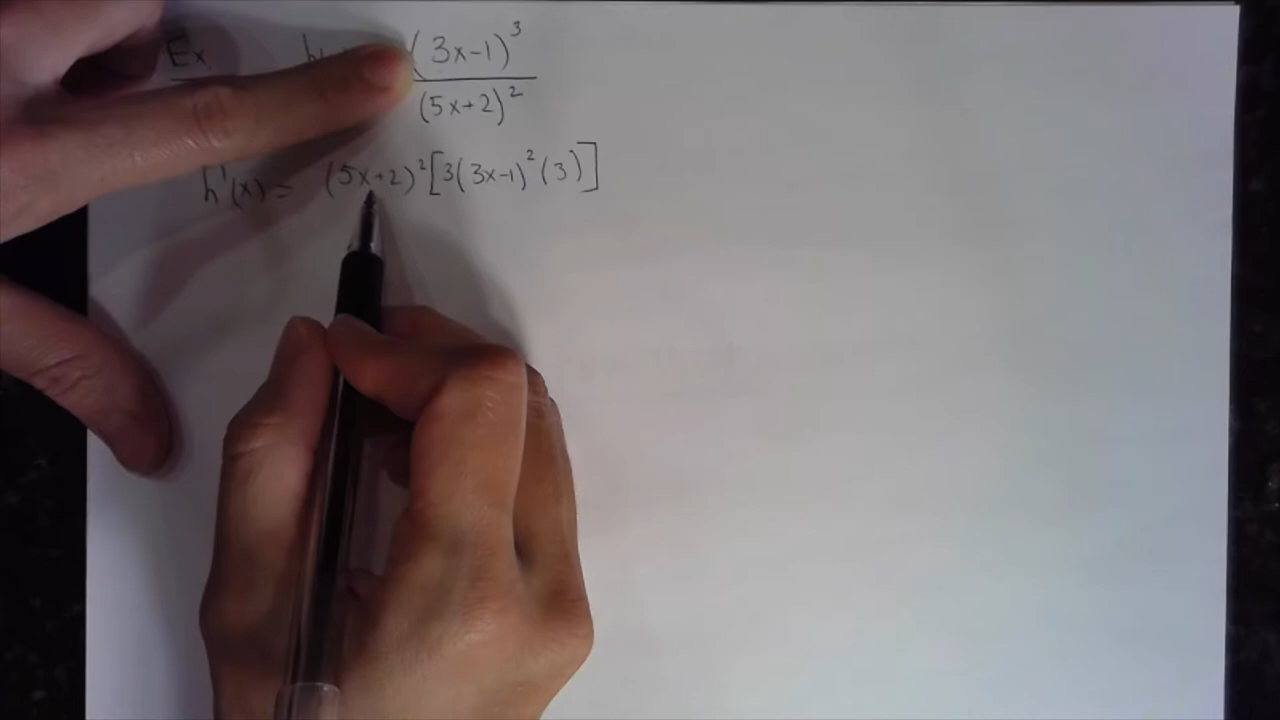 Ex (3x-1)^3
(5x+2)^2
h'(x) = (5x+2)^2 [3(3x-1)^2 (3)]